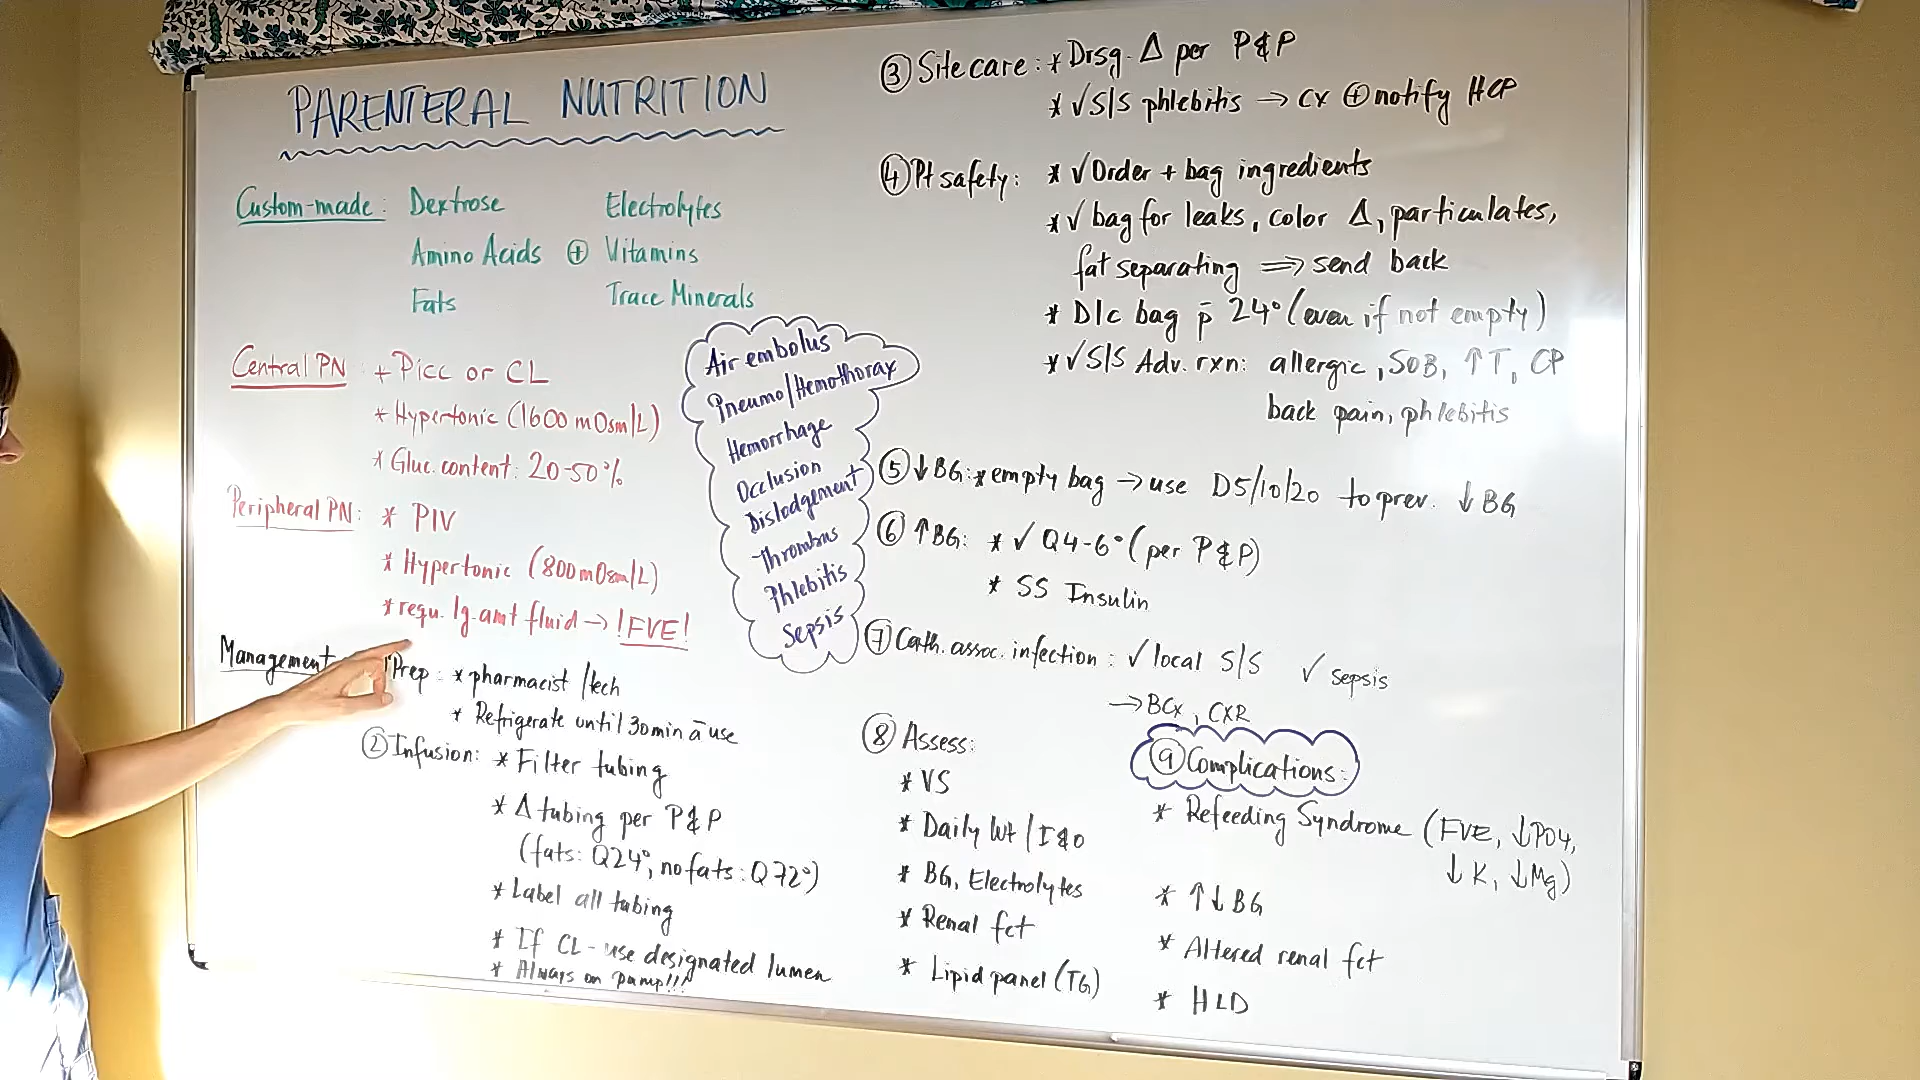 PARENTERAL NUTRITION
Custom-made: Dextrose Electrolytes
Amino Acids ⊕ Vitamins
Fats Trace Minerals
Central PN: + Picc or CL
* Hypertonic (1600 mOsm/L)
* Gluc. content: 20-50%
Peripheral PN: * PIV
* Hypertonic (800 mOsm/L)
* requ. lg. amt fluid → !FVE!
Air embolus
Pneumo/Hemothorax
Hemorrhage
Occlusion
Dislodgement
Thrombus
Phlebitis
Sepsis
Management Prep: * pharmacist/tech
* Refrigerate until 30min ā use
② Infusion: * Filter tubing
* Δ tubing per P&P
(fats: Q24°, no fats: Q72°)
* Label all tubing
* If CL - use designated lumen
* Always on pump!!!
③ Site care: * Drsg. Δ per P&P
* √ S/S phlebitis → cx ⊕ notify HCP
④ Pt safety: * √ Order + bag ingredients
* √ bag for leaks, color Δ, particulates,
fat separating ⇒ send back
* D/c bag p̄ 24° (even if not empty)
* √ S/S Adv. rxn: allergic, SOB, ↑T, CP
back pain, phlebitis
⑤ ↓BG: * empty bag → use D5/10/20 to prev. ↓BG
⑥ ↑BG: * √ Q4-6° (per P&P)
* SS Insulin
⑦ Cath. assoc. infection: √ local S/S √ sepsis
→ BCx, CXR
⑧ Assess:
* VS
* Daily Wt/I&O
* BG, Electrolytes
* Renal fct
* Lipid panel (TG)
⑨ Complications:
* Refeeding Syndrome (FVE, ↓PO4,
↓K, ↓Mg)
* ↑↓BG
* Altered renal fct
* HLD